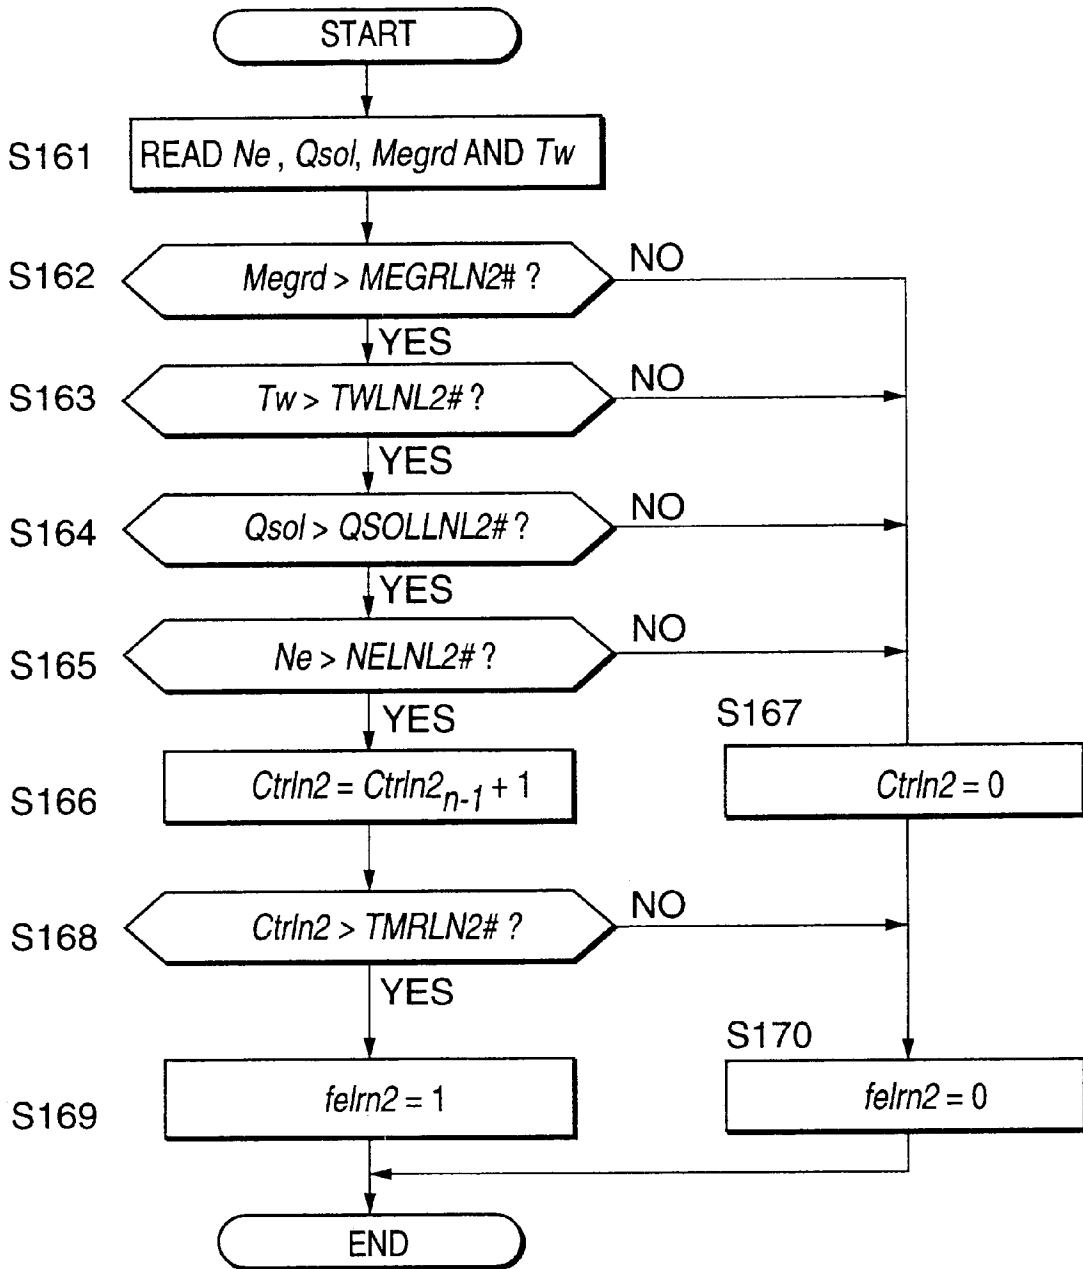 START
S161
READ Ne , Qsol, Megrd AND Tw
S162
Megrd > MEGRLN2# ?
NO
YES
S163
Tw > TWLNL2# ?
NO
YES
S164
Qsol > QSOLLNL2# ?
NO
YES
S165
Ne > NELNL2# ?
NO
YES
S166
Ctrln2 = Ctrln2n-1 + 1
S167
Ctrln2 = 0
S168
Ctrln2 > TMRLN2# ?
NO
YES
S169
felrn2 = 1
S170
felrn2 = 0
END